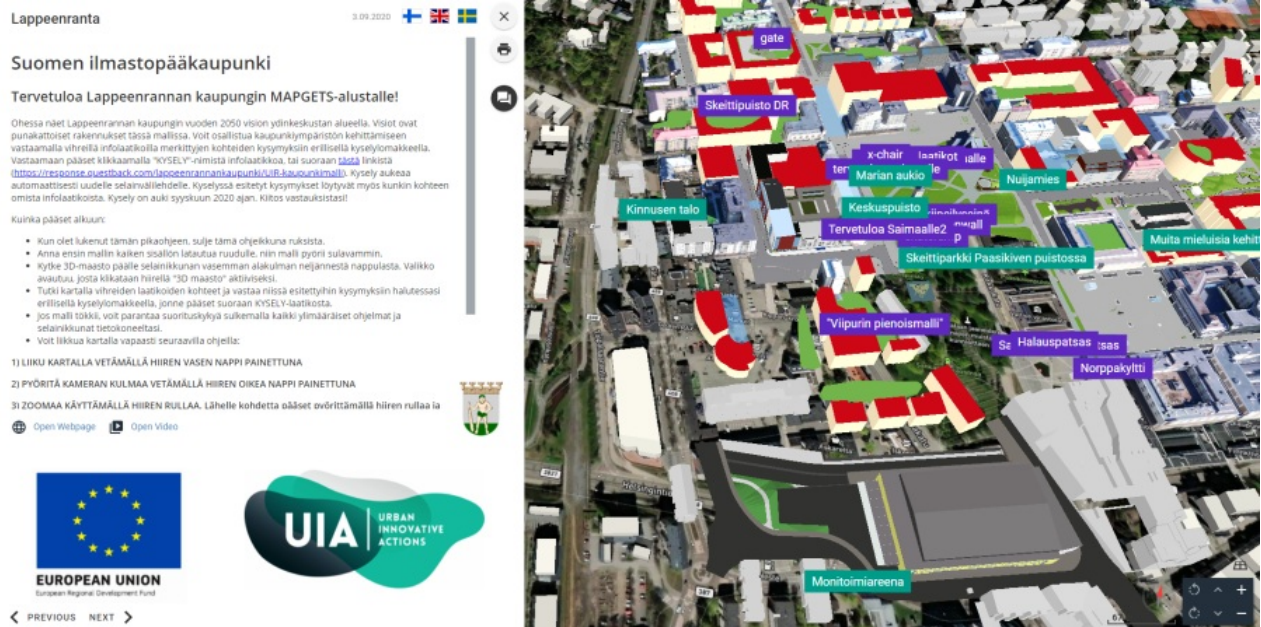 Lappeenranta
3.09.2020
Suomen ilmastopääkaupunki
Tervetuloa Lappeenrannan kaupungin MAPGETS-alustalle!
Ohessa näet Lappeenrannan kaupungin vuoden 2050 vision ydinkeskustan alueella. Visiot ovat
punakattoiset rakennukset tässä mallissa. Voit osallistua kaupunkiympäristön kehittämiseen
vastaamalla vihreillä infolaatikoilla merkittyjen kohteiden kysymyksiin erillisellä kyselylomakkeella.
Vastaamaan pääset klikkaamalla "KYSELY"-nimistä infolaatikkoa, tai suoraan tästä linkistä
(https://response.questback.com/lappeenrannankaupunki/UIR-kaupunkimalli). Kysely aukeaa
automaattisesti uudelle selainvälilehdelle. Kyselyssä esitetyt kysymykset löytyvät myös kunkin kohteen
omista infolaatikoista. Kysely on auki syyskuun 2020 ajan. Kiitos vastauksistasi!
Kuinka pääset alkuun:
• Kun olet lukenut tämän pikaohjeen, sulje tämä ohjeikkuna ruksista.
• Anna ensin mallin kaiken sisällön latautua ruudulle, niin malli pyörii sulavammin.
• Kytke 3D-maasto päälle selainikkunan vasemman alakulman neljännestä nappulasta. Valikko
avautuu, josta klikataan hiirellä "3D maasto" aktiiviseksi.
• Tutki kartalla vihreiden laatikoiden kohteet ja vastaa niissä esitettyihin kysymyksiin halutessasi
erillisellä kyselylomakkeella, jonne pääset suoraan KYSELY-laatikosta.
• Jos malli tökkii, voit parantaa suorituskykyä sulkemalla kaikki ylimääräiset ohjelmat ja
selainikkunat tietokoneeltasi.
• Voit liikkua kartalla vapaasti seuraavilla ohjeilla:
1) LIIKU KARTALLA VETÄMÄLLÄ HIIREN VASEN NAPPI PAINETTUNA
2) PYÖRITÄ KAMERAN KULMAA VETÄMÄLLÄ HIIREN OIKEA NAPPI PAINETTUNA
3) ZOOMAA KÄYTTÄMÄLLÄ HIIREN RULLAA. Lähelle kohdetta pääset pyörittämällä hiiren rullaa ja
Open Webpage
Open Video
EUROPEAN UNION
European Regional Development Fund
UIA
URBAN
INNOVATIVE
ACTIONS
PREVIOUS NEXT
gate
Skeittipuisto DR
x-chair
laatikot
Marian aukio
Nuijamies
Kinnusen talo
Keskuspuisto
Tervetuloa Saimaalle2
Muita mieluisia kehitt
Skeittiparkki Paasikiven puistossa
"Viipurin pienoismalli"
Halauspatsas
Norppakyltti
Monitoimiareena